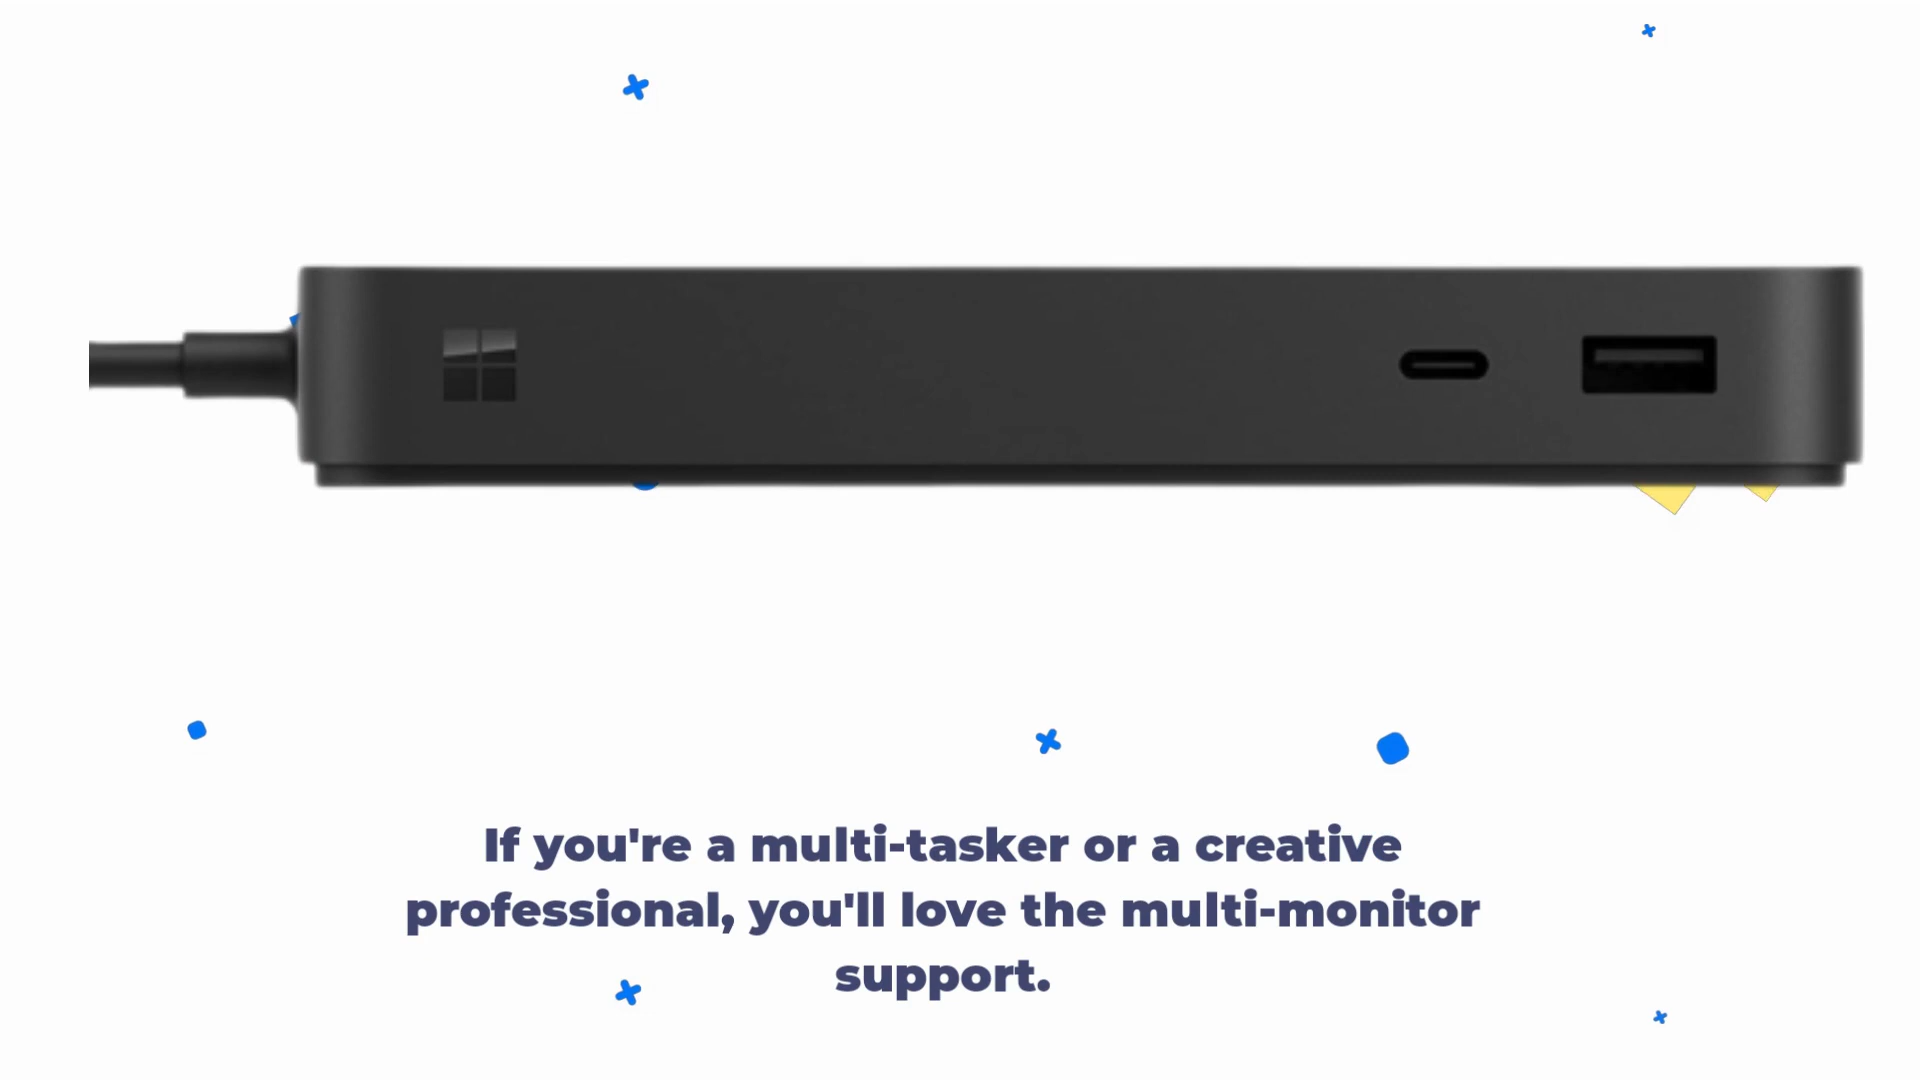 If you're a multi-tasker or a creative
professional, you'll love the multi-monitor
support.